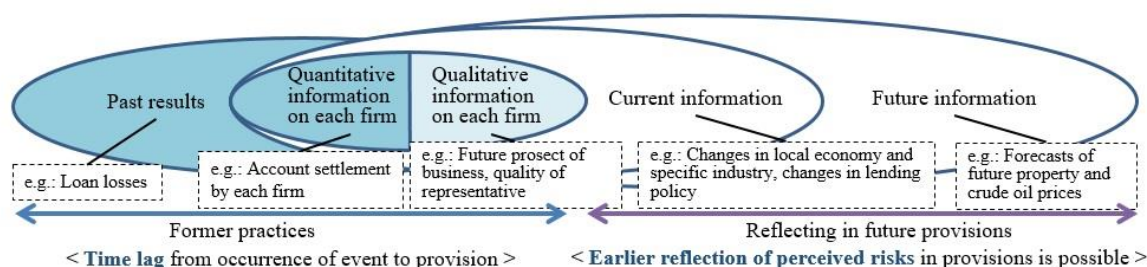 Past results
Quantitative
information
on each firm
Qualitative
information
on each firm
Current information
Future information
e.g.: Loan losses
e.g.: Account settlement
by each firm
e.g.: Future prosect of
business, quality of
representative
e.g.: Changes in local economy and
specific industry, changes in lending
policy
e.g.: Forecasts of
future property and
crude oil prices
Former practices
Reflecting in future provisions
< Time lag from occurrence of event to provision >
< Earlier reflection of perceived risks in provisions is possible >